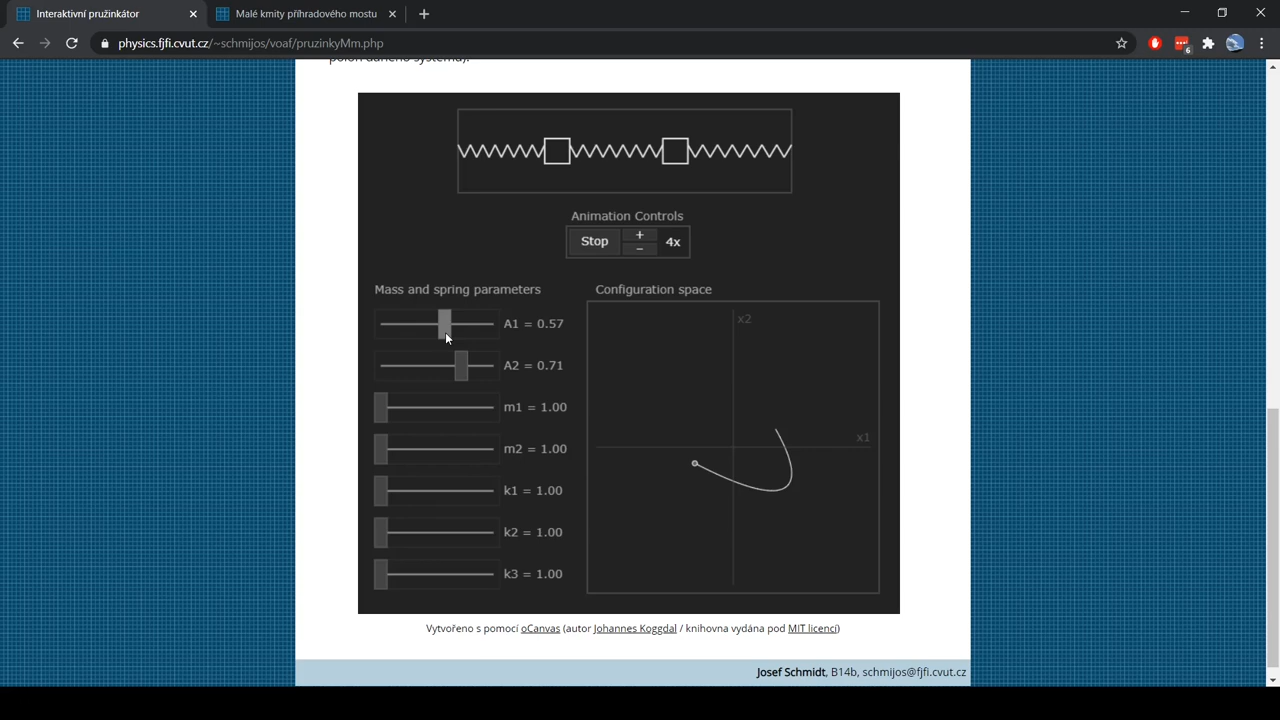 Interaktivní pružinkátor
Malé kmity příhradového mostu
physics.fjfi.cvut.cz/~schmijos/voaf/pruzinkyMm.php
6
Animation Controls
Stop + − 4x
Mass and spring parameters
Configuration space
A1 = 0.57
x2
A2 = 0.71
m1 = 1.00
x1
m2 = 1.00
k1 = 1.00
k2 = 1.00
k3 = 1.00
Vytvořeno s pomocí oCanvas (autor Johannes Koggdal / knihovna vydána pod MIT licencí)
Josef Schmidt, B14b, schmijos@fjfi.cvut.cz